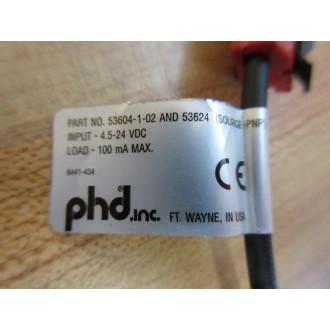 PART NO. 53604-1-02 AND 53624 (SOURCE-PNP)
INPUT - 4.5-24 VDC
LOAD - 100 mA MAX.
6441-434
CE
phd, inc. FT. WAYNE, IN USA